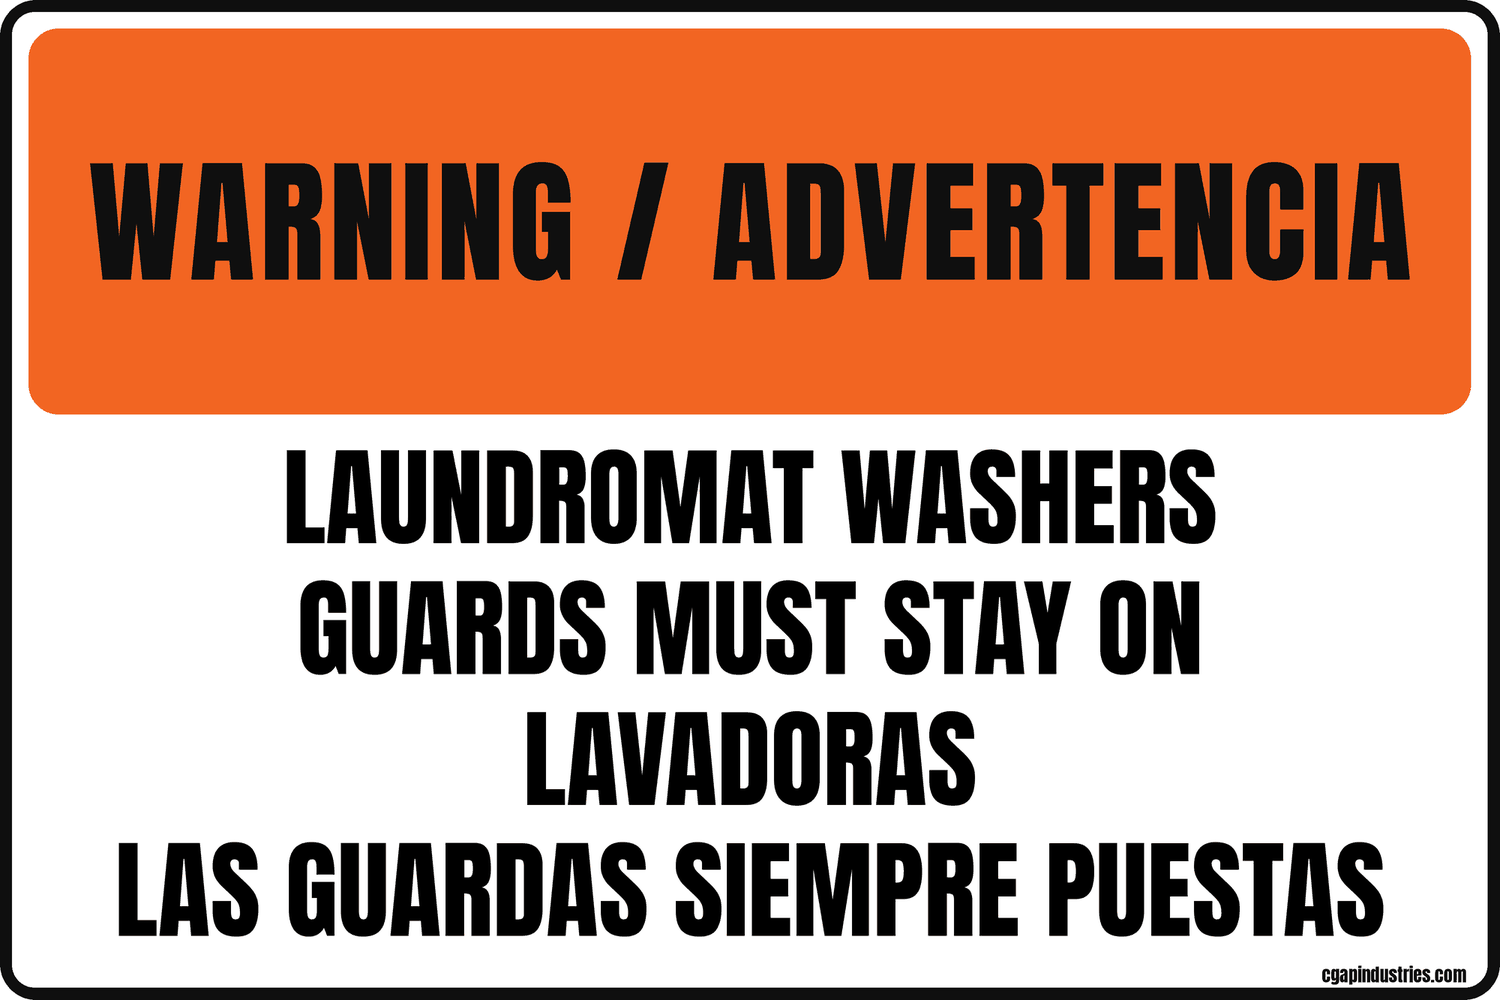 WARNING / ADVERTENCIA
LAUNDROMAT WASHERS
GUARDS MUST STAY ON
LAVADORAS
LAS GUARDAS SIEMPRE PUESTAS
cgapindustries.com